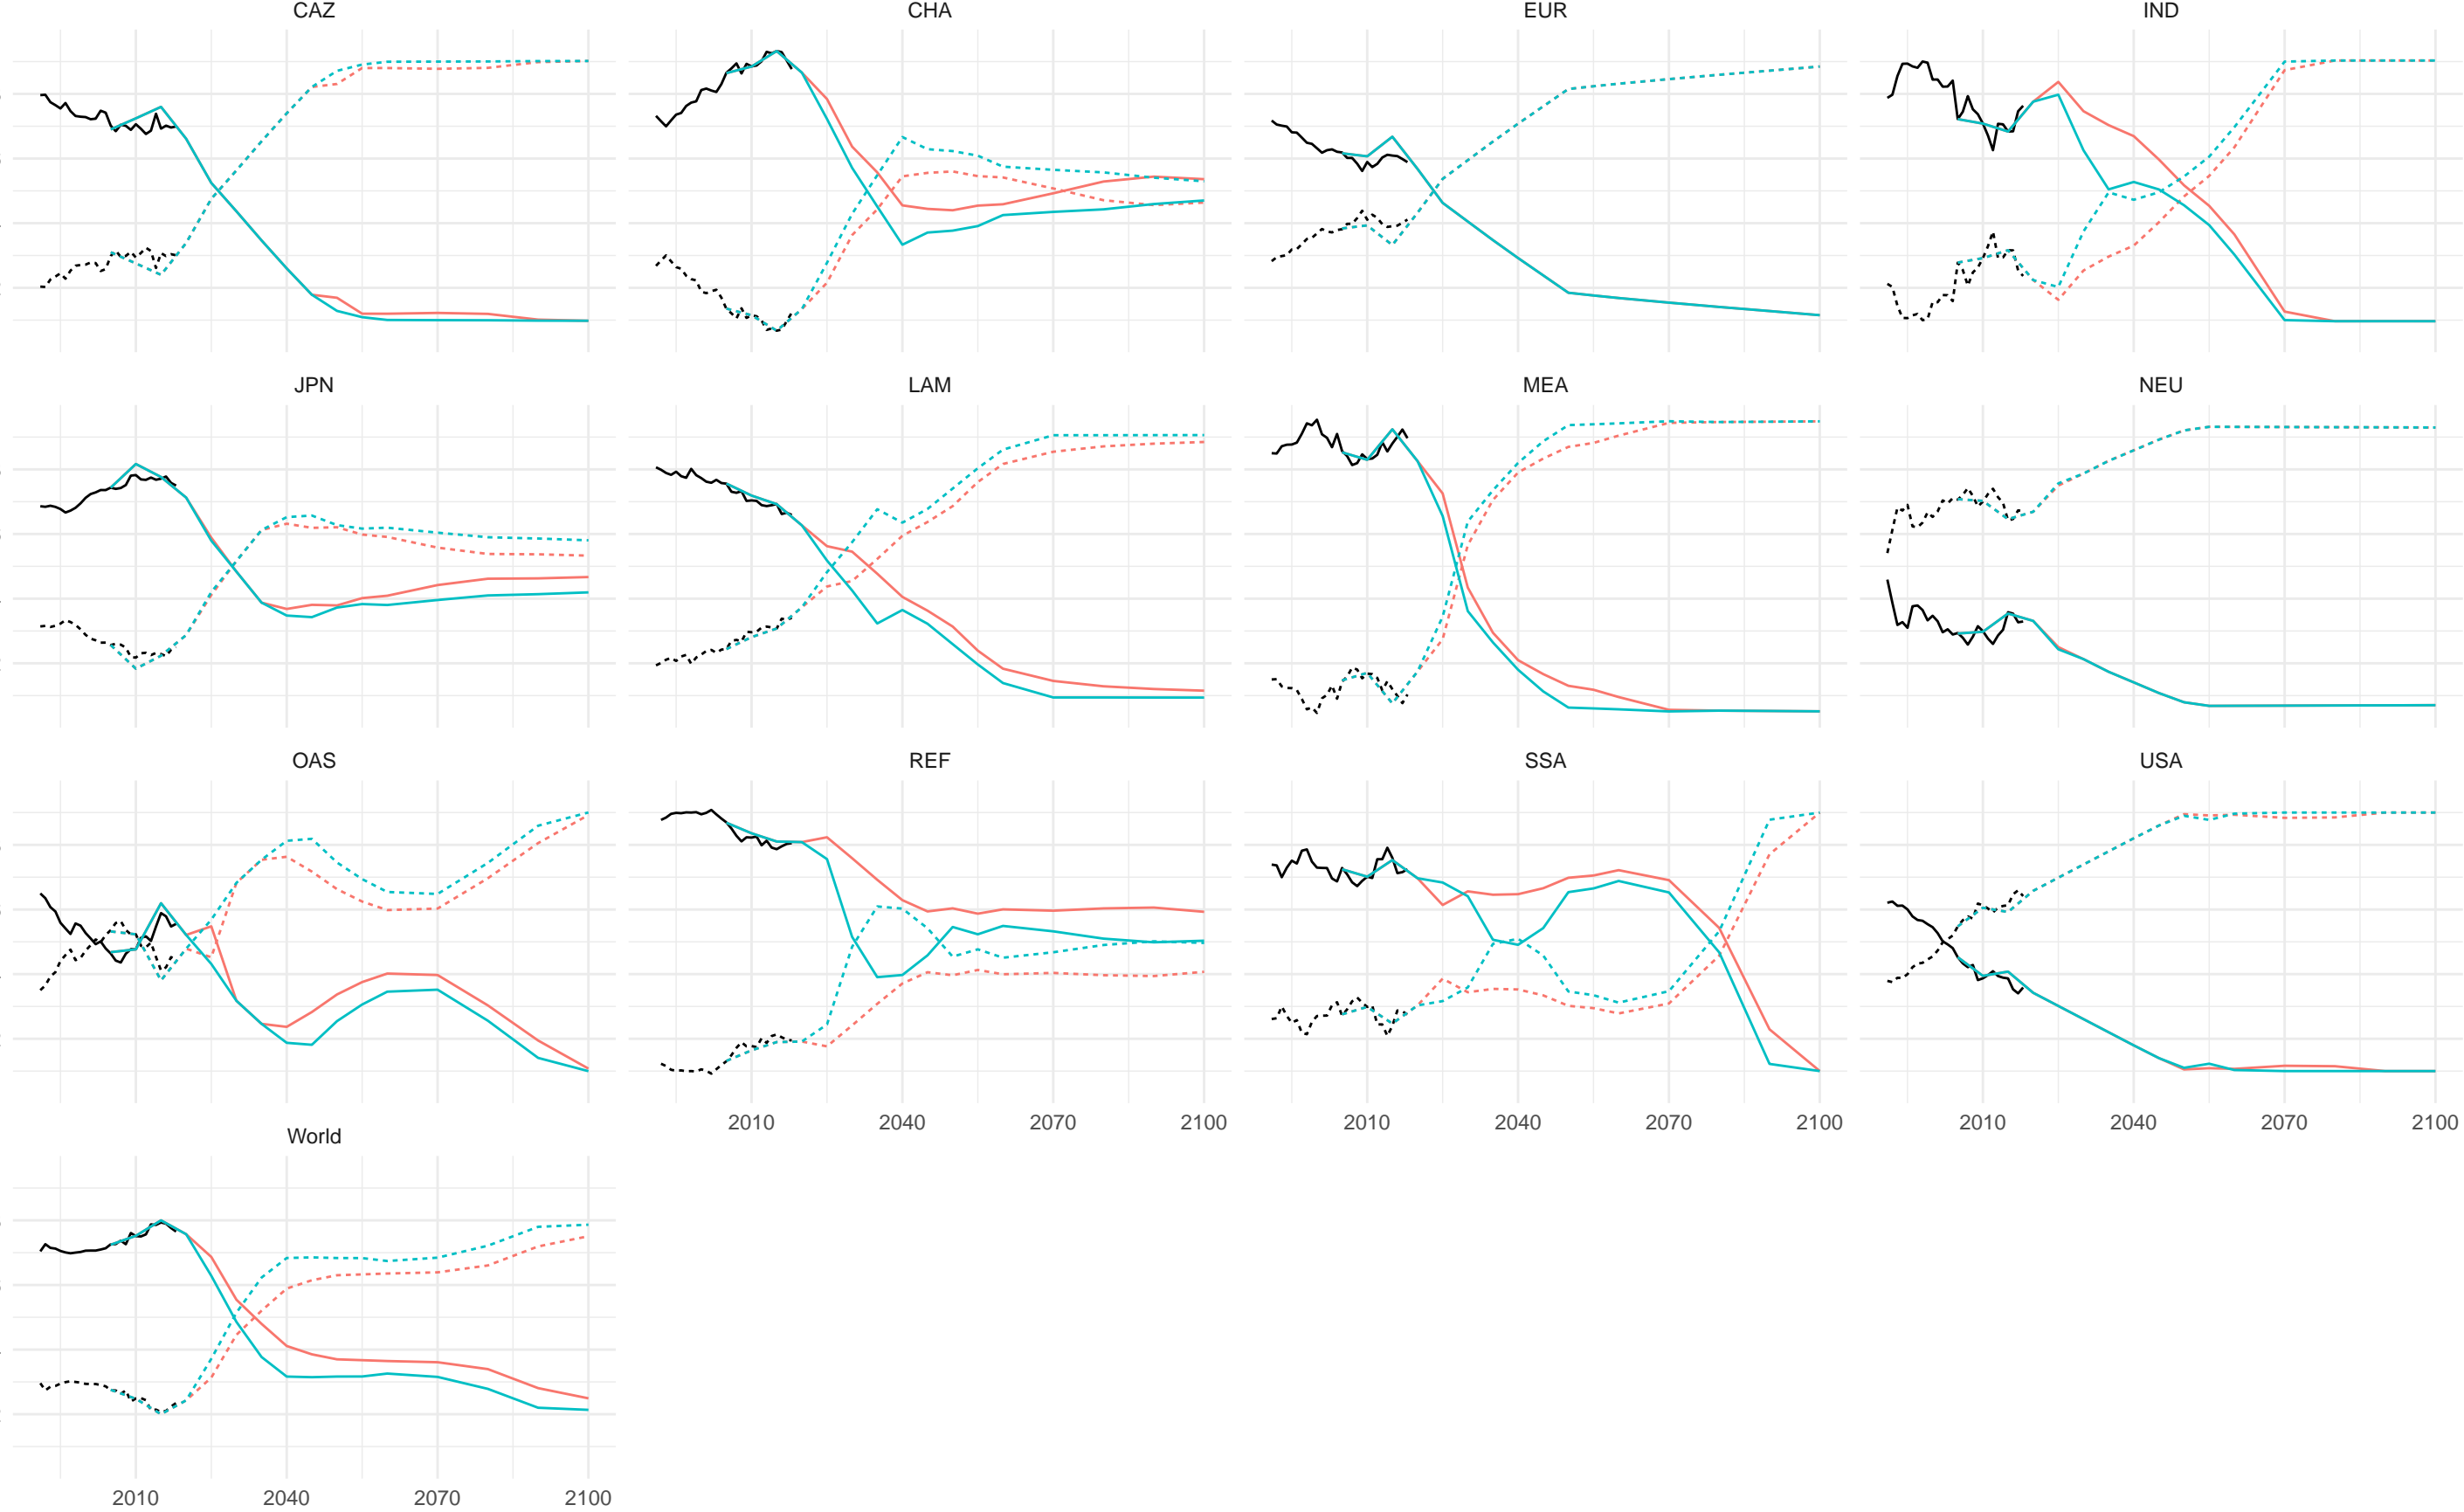 CAZ CHA EUR IND
JPN LAM MEA NEU
OAS REF SSA USA
2010 2040 2070 2100 2010 2040 2070 2100 2010 2040 2070 2100
World
2010 2040 2070 2100